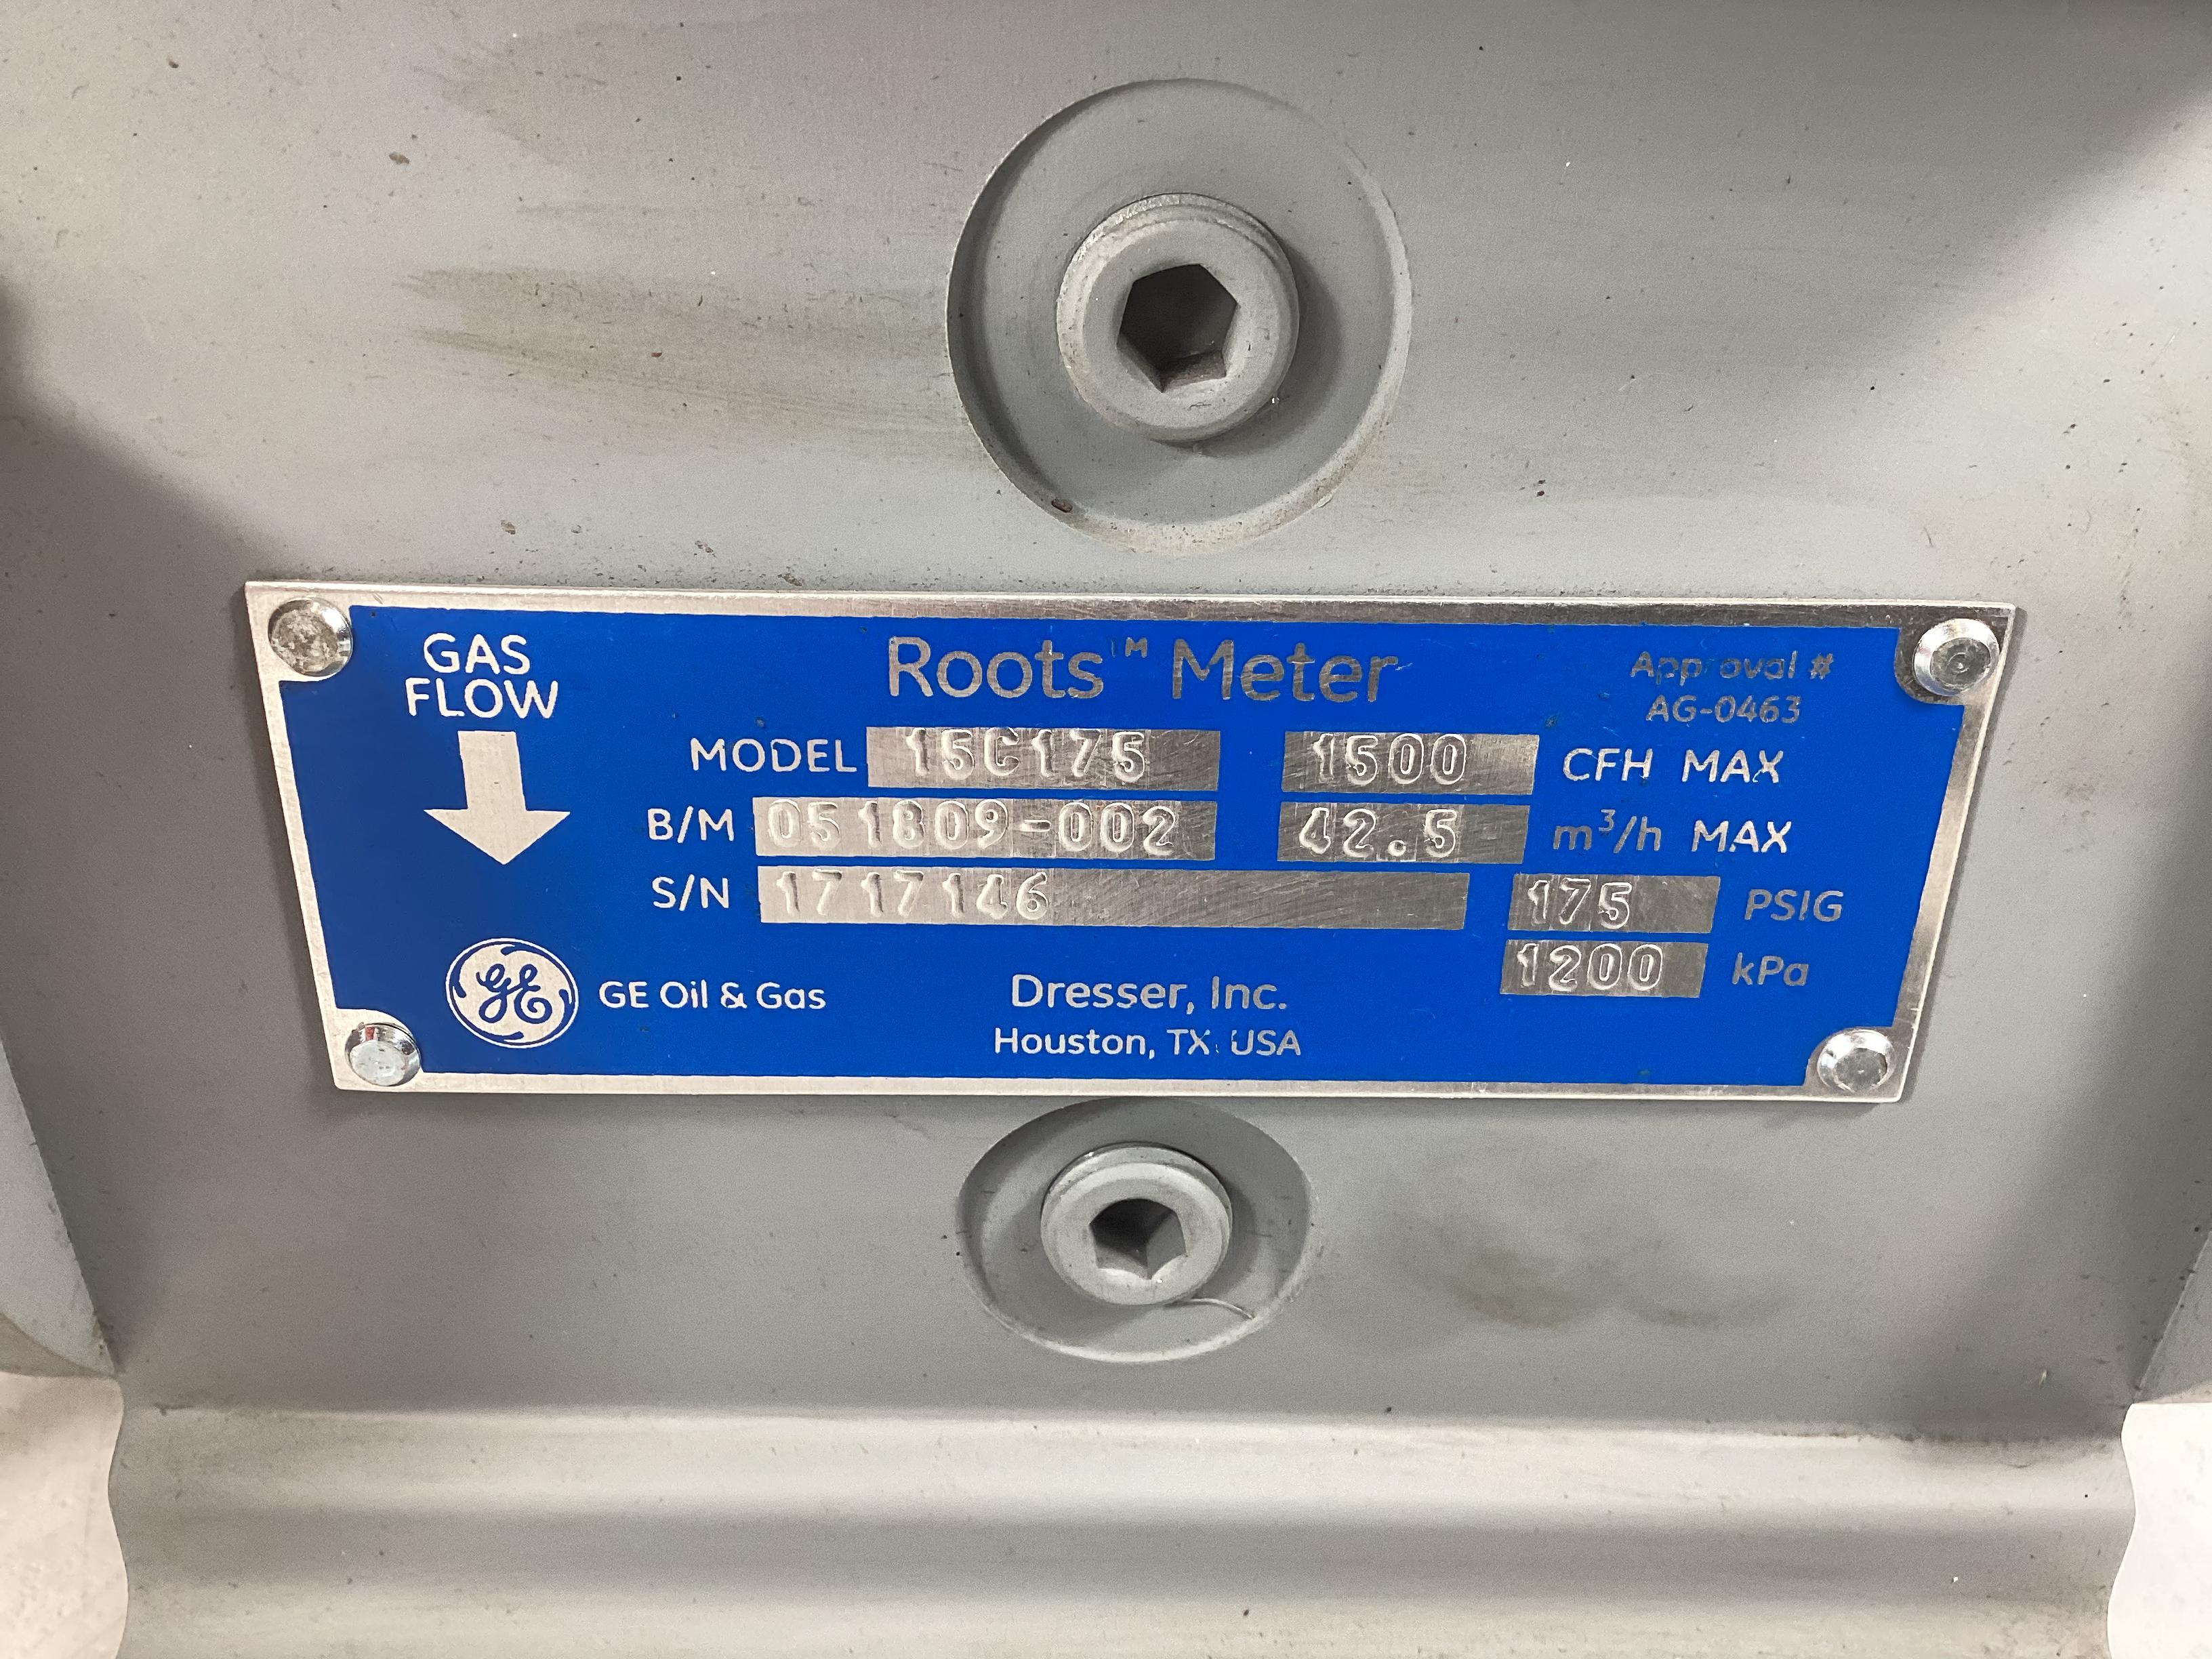 GAS
FLOW
Roots™ Meter
Approval #
AG-0463
MODEL 15C175 1500 CFH MAX
B/M 051809-002 42.5 m³/h MAX
S/N 1717146 175 PSIG
1200 kPa
GE GE Oil & Gas
Dresser, Inc.
Houston, TX USA